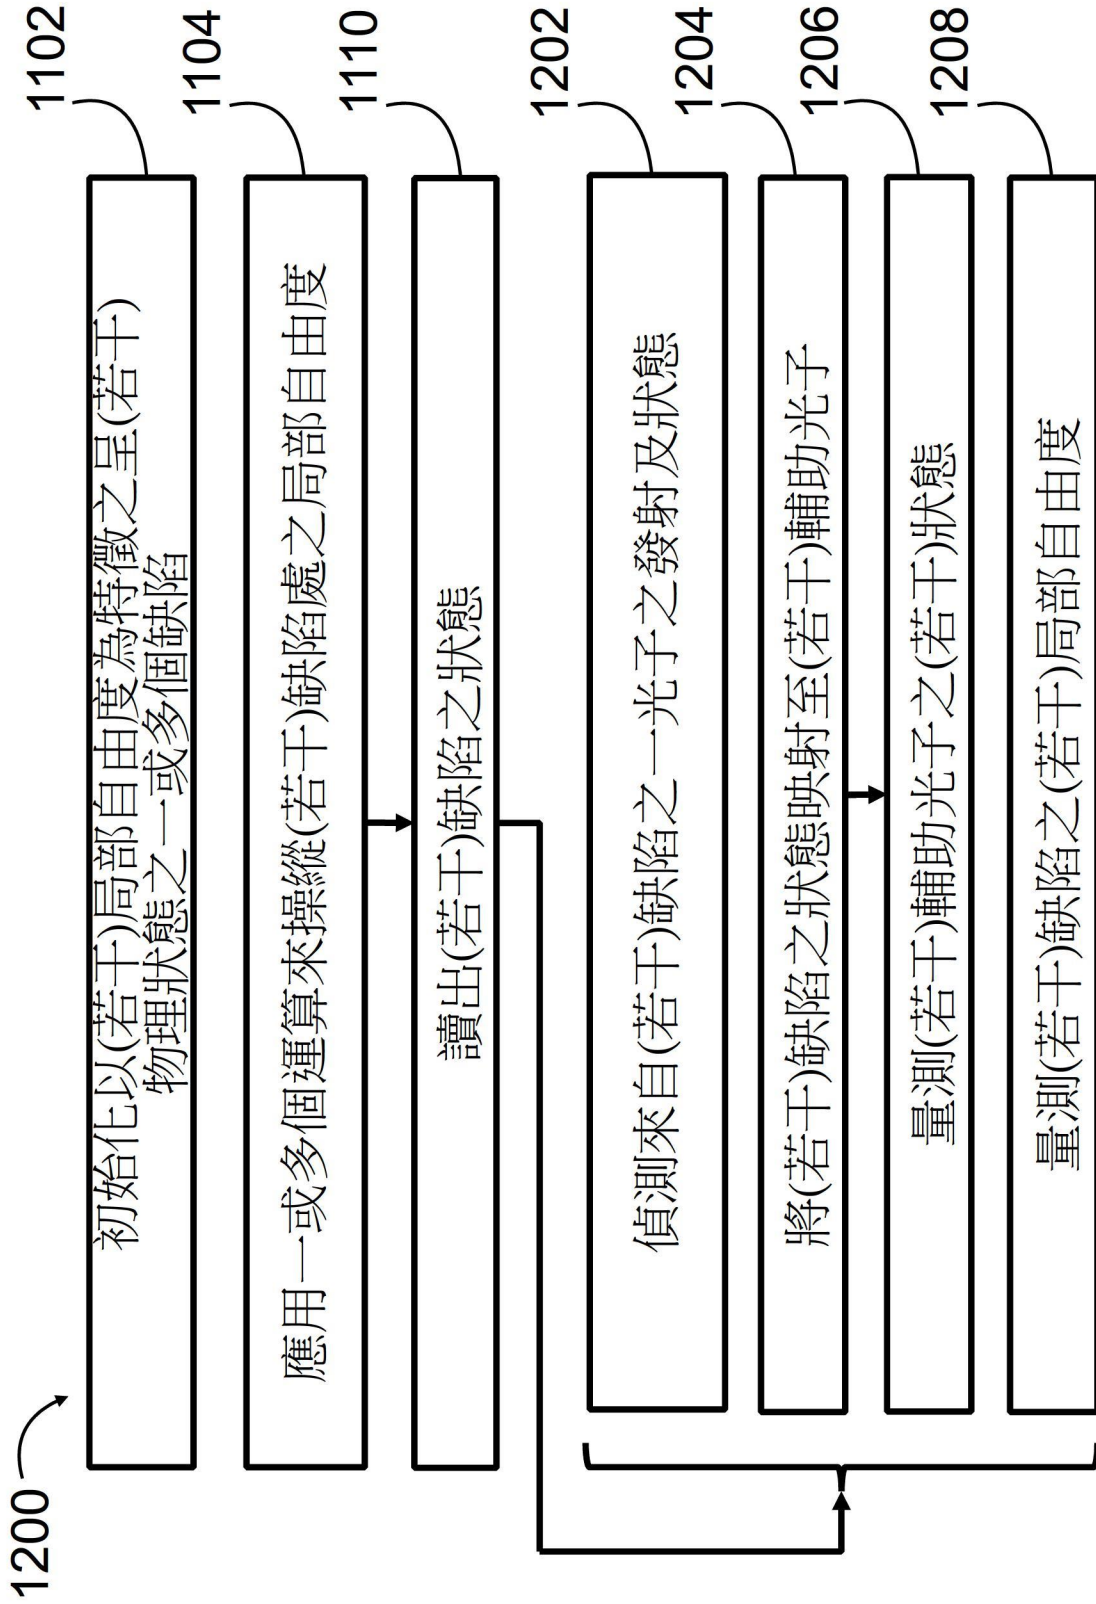 1200
初始化以(若干)局部自由度為特徵之呈(若干)
物理狀態之一或多個缺陷
1102
應用一或多個運算來操縱(若干)缺陷處之局部自由度
1104
讀出(若干)缺陷之狀態
1110
偵測來自(若干)缺陷之一光子之發射及狀態
1202
將(若干)缺陷之狀態映射至(若干)輔助光子
1204
量測(若干)輔助光子之(若干)狀態
1206
量測(若干)缺陷之(若干)局部自由度
1208